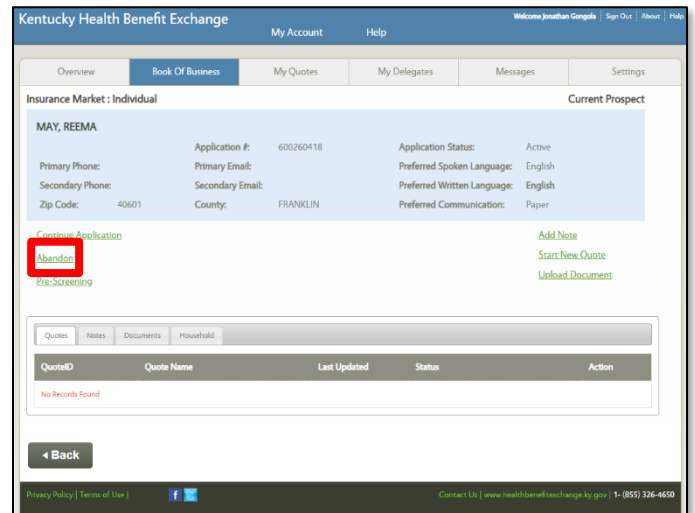 Kentucky Health Benefit Exchange
Welcome Jonathan Gongola | Sign Out | About | Help
My Account Help
Overview Book Of Business My Quotes My Delegates Messages Settings
Insurance Market : Individual Current Prospect
MAY, REEMA
Application #: 600260418 Application Status: Active
Primary Phone: Primary Email: Preferred Spoken Language: English
Secondary Phone: Secondary Email: Preferred Written Language: English
Zip Code: 40601 County: FRANKLIN Preferred Communication: Paper
Continue Application Add Note
Abandon Start New Quote
Pre-Screening Upload Document
Quotes Notes Documents Household
QuoteID Quote Name Last Updated Status Action
No Records Found
Back
Privacy Policy | Terms of Use | Contact Us | www.healthbenefitexchange.ky.gov | 1- (855) 326-4650